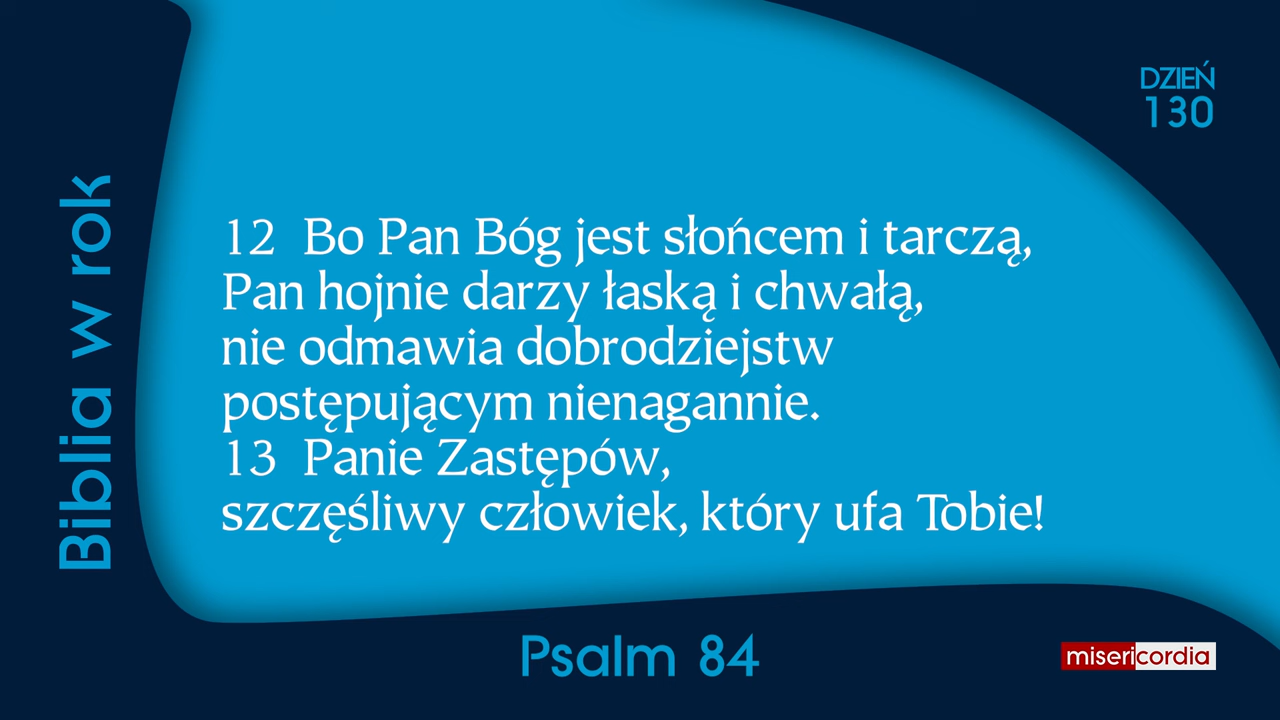 DZIEŃ
130
Biblia w rok
12 Bo Pan Bóg jest słońcem i tarczą,
Pan hojnie darzy łaską i chwałą,
nie odmawia dobrodziejstw
postępującym nienagannie.
13 Panie Zastępów,
szczęśliwy człowiek, który ufa Tobie!
Psalm 84
misericordia